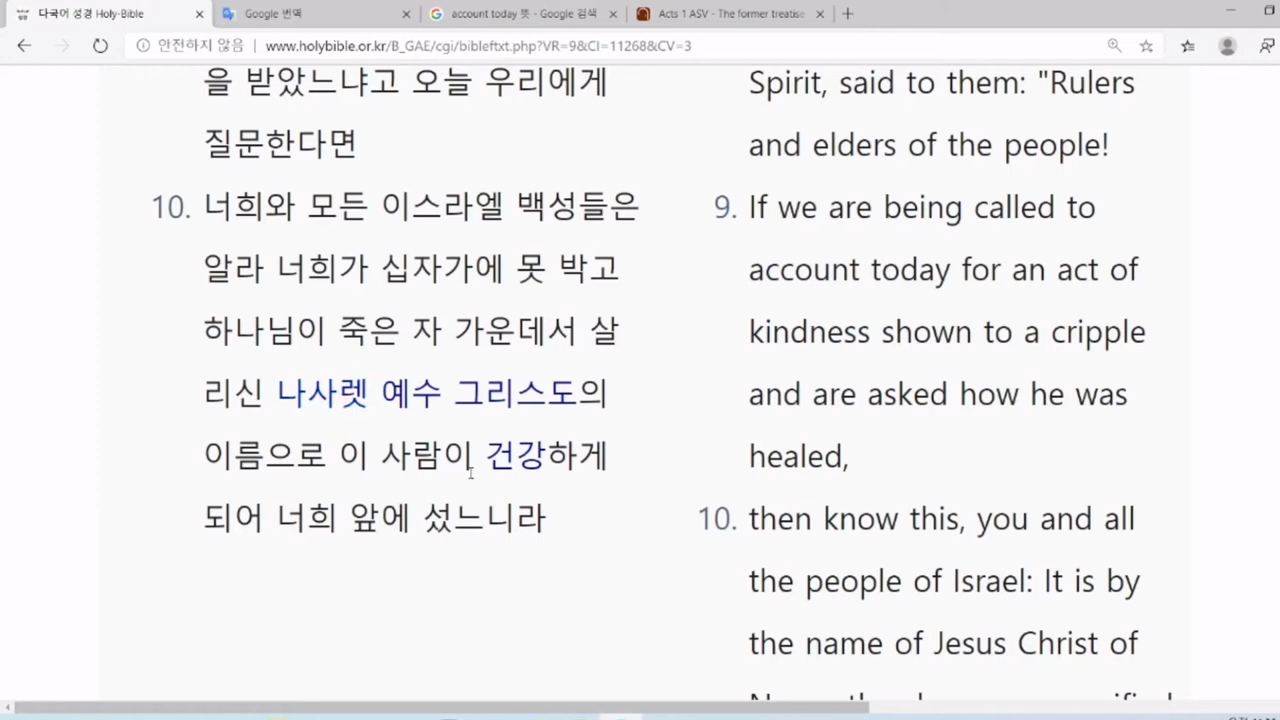 다국어 성경 Holy-Bible
Google 번역
account today 뜻 - Google 검색
Acts 1 ASV - The former treatise
안전하지 않음
www.holybible.or.kr/B_GAE/cgi/bibleftxt.php?VR=9&CI=11268&CV=3
을 받았느냐고 오늘 우리에게
질문한다면
10. 너희와 모든 이스라엘 백성들은
알라 너희가 십자가에 못 박고
하나님이 죽은 자 가운데서 살
리신 나사렛 예수 그리스도의
이름으로 이 사람이 건강하게
되어 너희 앞에 섰느니라
Spirit, said to them: "Rulers
and elders of the people!
9. If we are being called to
account today for an act of
kindness shown to a cripple
and are asked how he was
healed,
10. then know this, you and all
the people of Israel: It is by
the name of Jesus Christ of